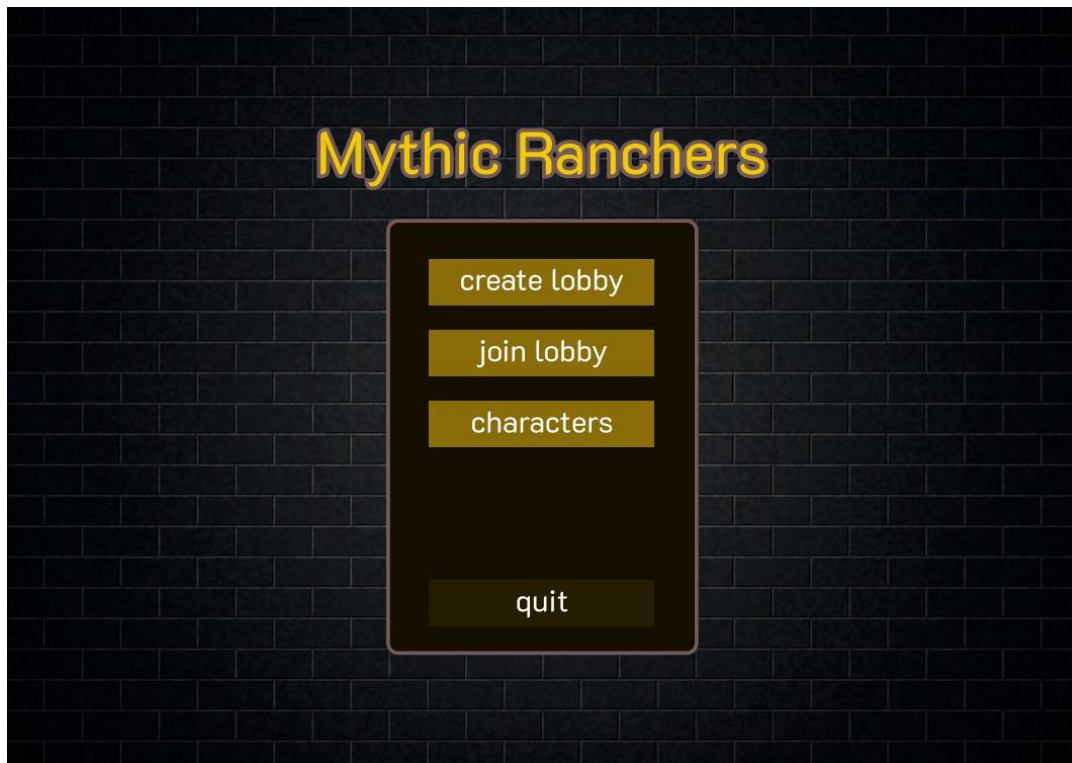 Mythic Ranchers
create lobby
join lobby
characters
quit